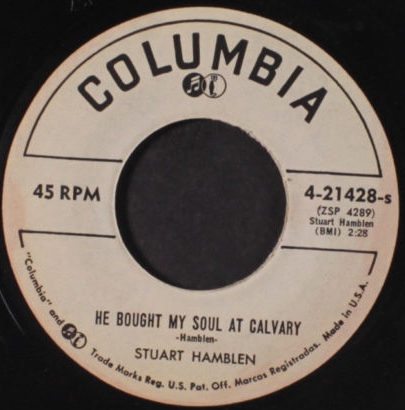 COLUMBIA
45 RPM
4-21428-s
(ZSP 4289)
Stuart Hamblen
(BMI) 2:28
HE BOUGHT MY SOUL AT CALVARY
-Hamblen-
STUART HAMBLEN
"Columbia" and Trade Marks Reg. U.S. Pat. Off. Marcas Registradas. Made in U.S.A.